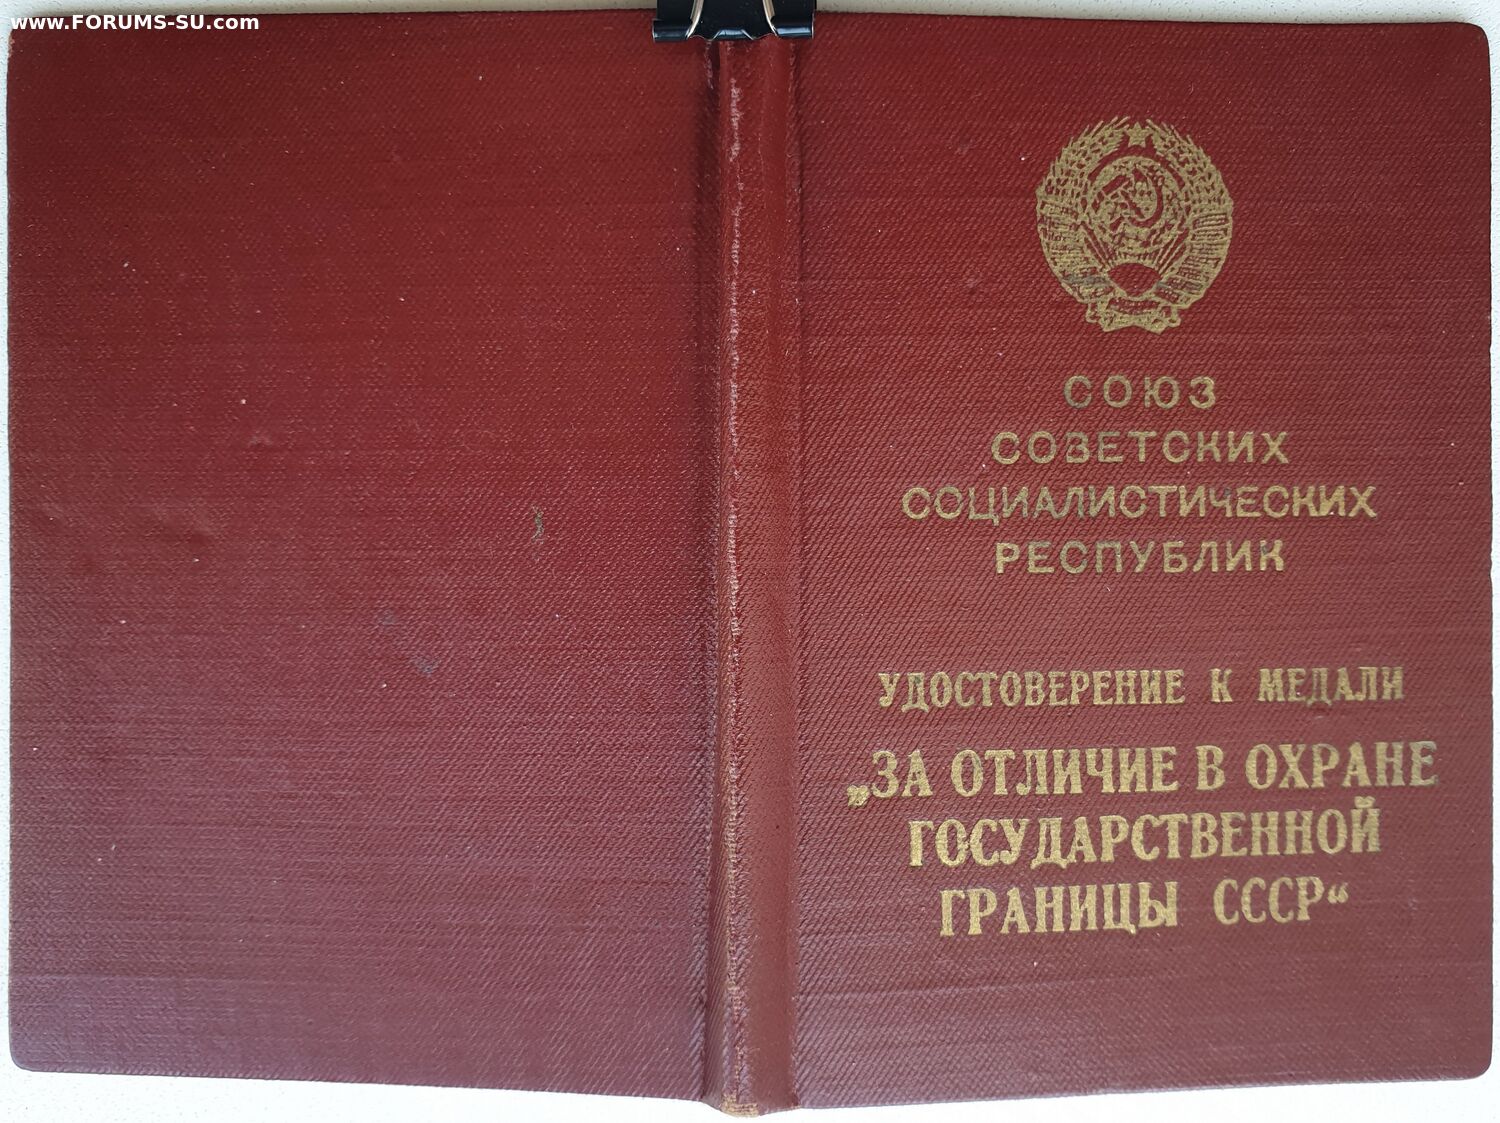 www.FORUMS-SU.com
СОЮЗ
СОВЕТСКИХ
СОЦИАЛИСТИЧЕСКИХ
РЕСПУБЛИК
УДОСТОВЕРЕНИЕ К МЕДАЛИ
„ЗА ОТЛИЧИЕ В ОХРАНЕ
ГОСУДАРСТВЕННОЙ
ГРАНИЦЫ СССР“